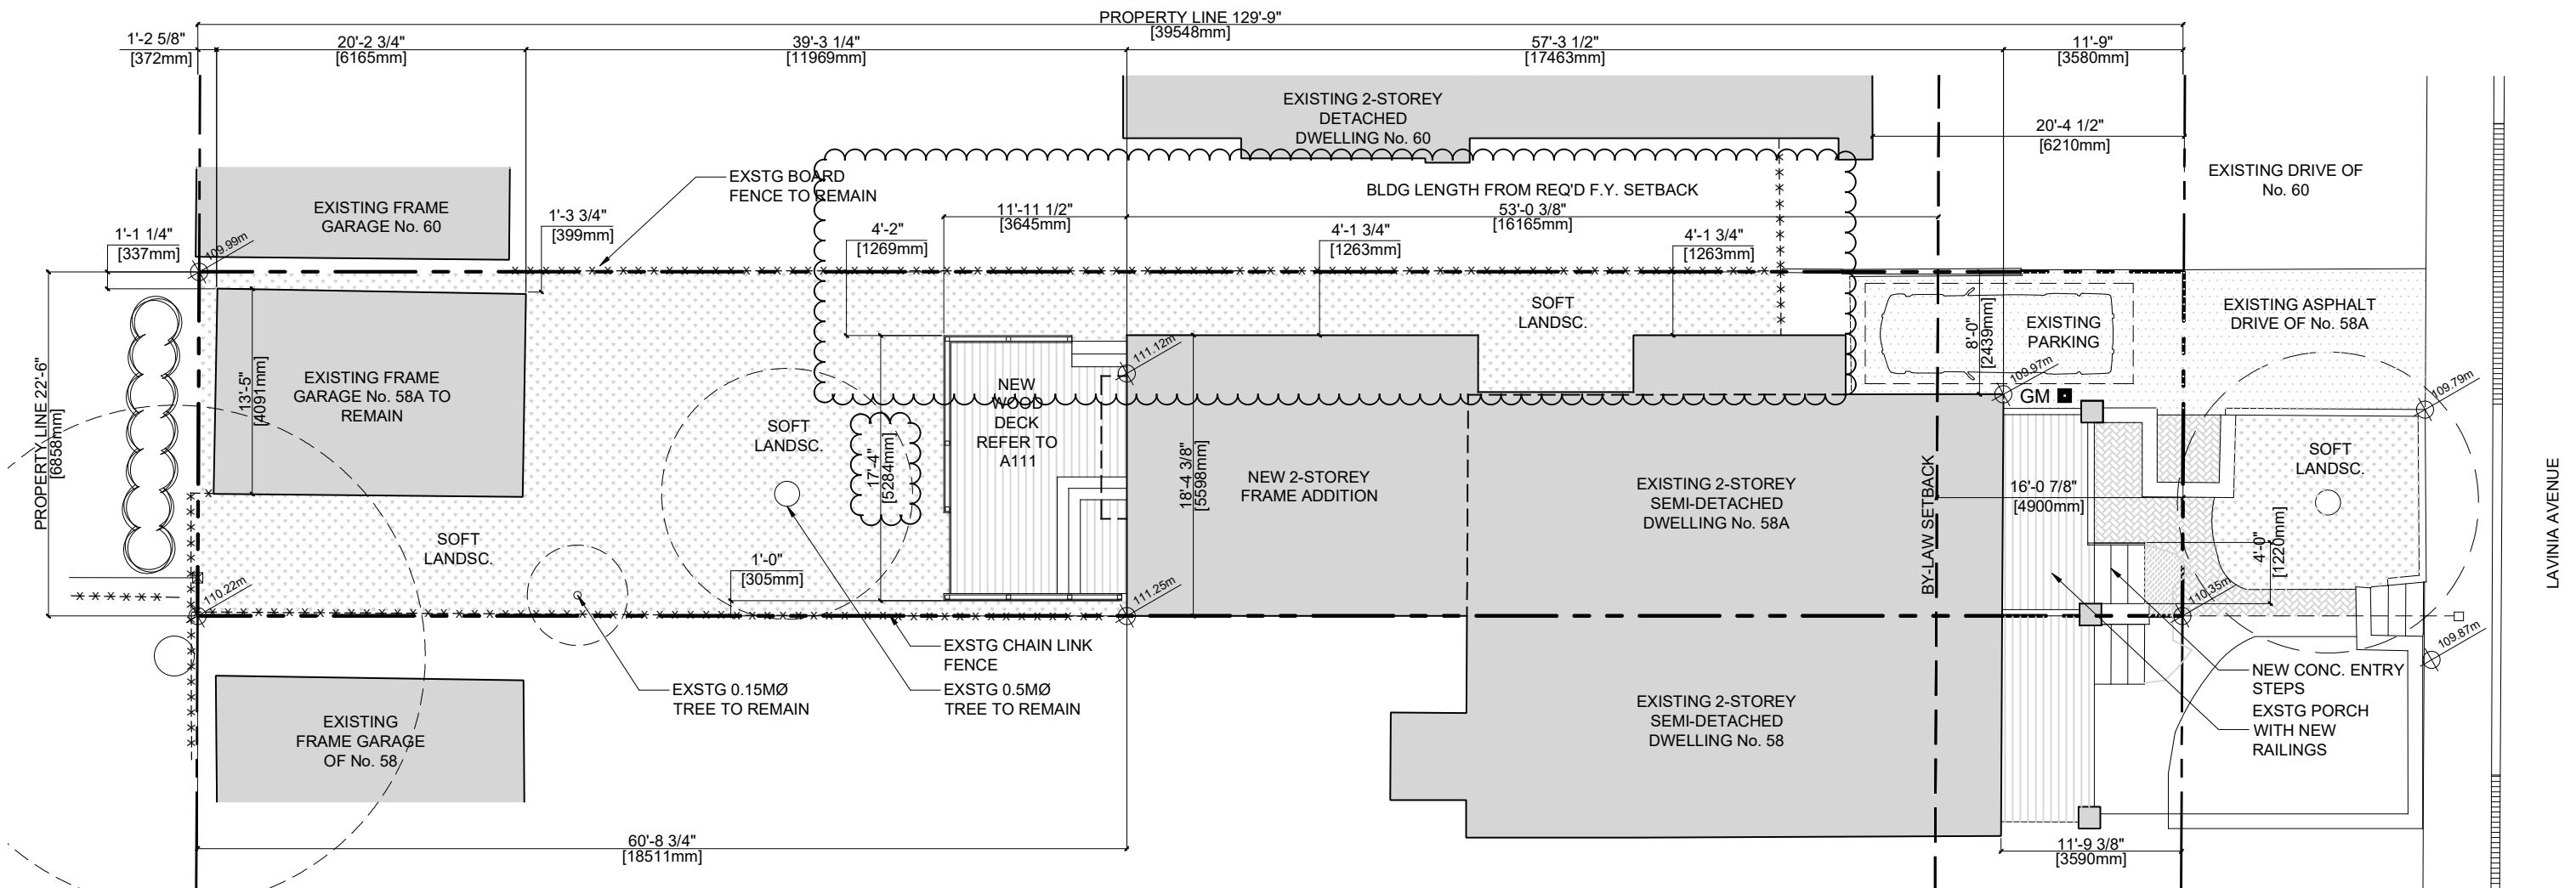 PROPERTY LINE 129'-9"
[39548mm]
1'-2 5/8"
[372mm]
20'-2 3/4"
[6165mm]
39'-3 1/4"
[11969mm]
57'-3 1/2"
[17463mm]
11'-9"
[3580mm]
EXISTING 2-STOREY
DETACHED
DWELLING No. 60
20'-4 1/2"
[6210mm]
EXISTING DRIVE OF
No. 60
EXSTG BOARD
FENCE TO REMAIN
BLDG LENGTH FROM REQ'D F.Y. SETBACK
53'-0 3/8"
[16165mm]
EXISTING FRAME
GARAGE No. 60
1'-3 3/4"
[399mm]
11'-11 1/2"
[3645mm]
4'-2"
[1269mm]
4'-1 3/4"
[1263mm]
4'-1 3/4"
[1263mm]
1'-1 1/4"
[337mm]
109.99m
SOFT
LANDSC.
EXISTING
PARKING
8'-0"
[2439mm]
EXISTING ASPHALT
DRIVE OF No. 58A
PROPERTY LINE 22'-6"
[6858mm]
13'-5"
[4091mm]
EXISTING FRAME
GARAGE No. 58A TO
REMAIN
111.12m
109.97m
GM
109.79m
NEW
WOOD
DECK
REFER TO
A111
SOFT
LANDSC.
17'-4"
[5284mm]
18'-4 3/8"
[5598mm]
NEW 2-STOREY
FRAME ADDITION
EXISTING 2-STOREY
SEMI-DETACHED
DWELLING No. 58A
BY-LAW SETBACK
16'-0 7/8"
[4900mm]
SOFT
LANDSC.
4'-0"
[1220mm]
LAVINIA AVENUE
SOFT
LANDSC.
1'-0"
[305mm]
110.22m
111.25m
110.35m
109.87m
EXSTG CHAIN LINK
FENCE
EXSTG 0.15MØ
TREE TO REMAIN
EXSTG 0.5MØ
TREE TO REMAIN
NEW CONC. ENTRY
STEPS
EXSTG PORCH
WITH NEW
RAILINGS
EXISTING
FRAME GARAGE
OF No. 58
EXISTING 2-STOREY
SEMI-DETACHED
DWELLING No. 58
60'-8 3/4"
[18511mm]
11'-9 3/8"
[3590mm]